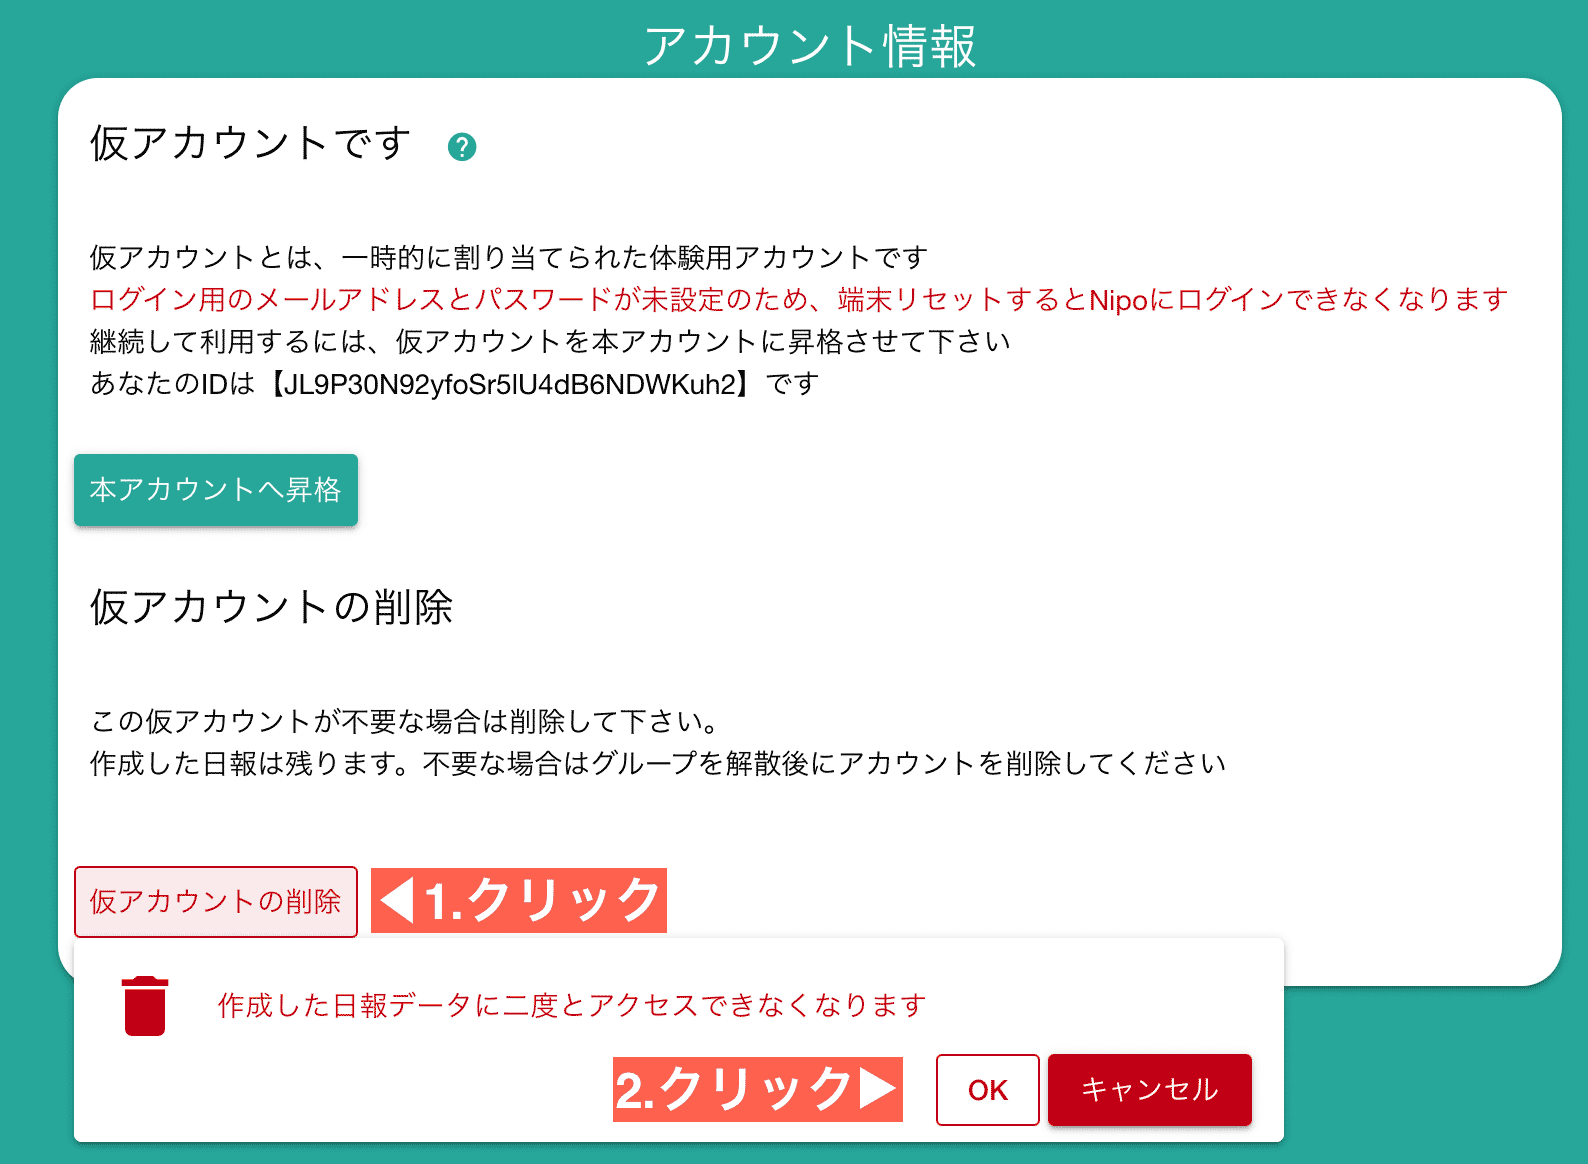 アカウント情報
仮アカウントです ?
仮アカウントとは、一時的に割り当てられた体験用アカウントです
ログイン用のメールアドレスとパスワードが未設定のため、端末リセットするとNipoにログインできなくなります
継続して利用するには、仮アカウントを本アカウントに昇格させて下さい
あなたのIDは【JL9P30N92yfoSr5lU4dB6NDWKuh2】です
本アカウントへ昇格
仮アカウントの削除
この仮アカウントが不要な場合は削除して下さい。
作成した日報は残ります。不要な場合はグループを解散後にアカウントを削除してください
仮アカウントの削除 ◀1.クリック
作成した日報データに二度とアクセスできなくなります
2.クリック▶ OK キャンセル